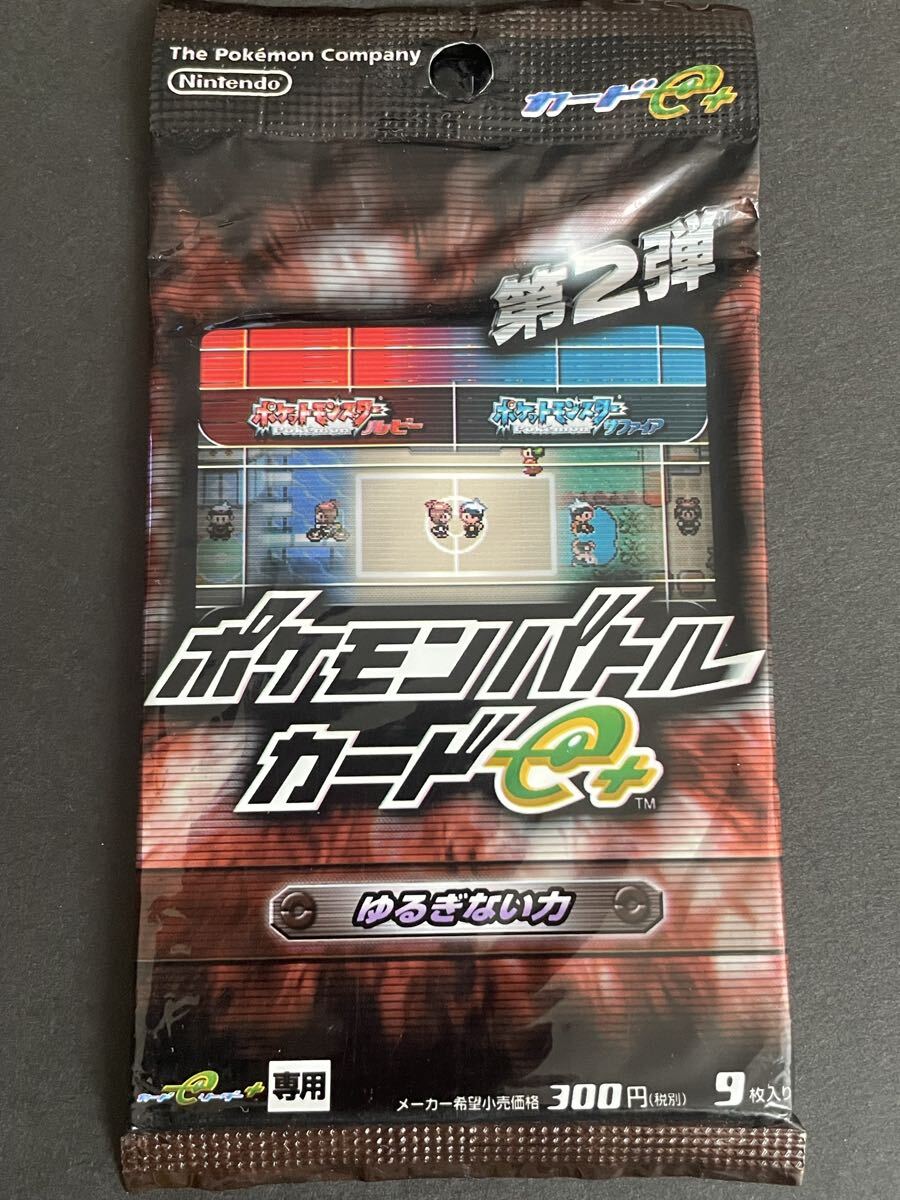 The Pokémon Company
Nintendo
カードe+
第2弾
ポケットモンスター ルビー
Pokémon
ポケットモンスター サファイア
Pokémon
ポケモンバトル
カードe+
TM
ゆるぎない力
カードeリーダー+ 専用
メーカー希望小売価格 300円(税別) 9枚入り